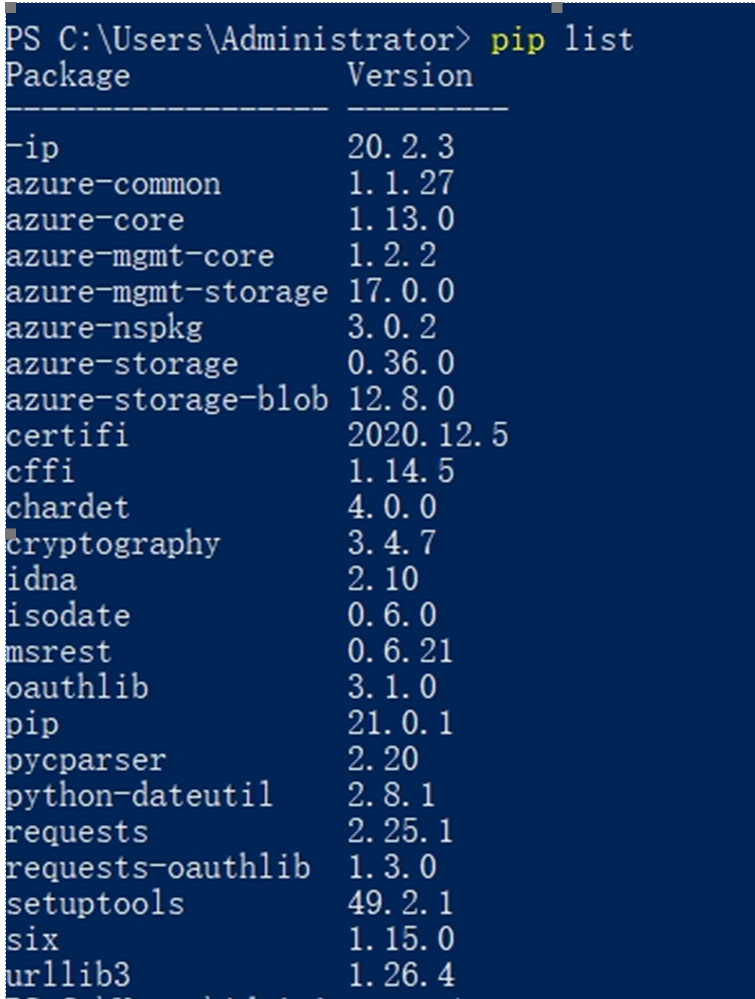 PS C:\Users\Administrator> pip list
Package Version
------------------ ---------
-ip 20.2.3
azure-common 1.1.27
azure-core 1.13.0
azure-mgmt-core 1.2.2
azure-mgmt-storage 17.0.0
azure-nspkg 3.0.2
azure-storage 0.36.0
azure-storage-blob 12.8.0
certifi 2020.12.5
cffi 1.14.5
chardet 4.0.0
cryptography 3.4.7
idna 2.10
isodate 0.6.0
msrest 0.6.21
oauthlib 3.1.0
pip 21.0.1
pycparser 2.20
python-dateutil 2.8.1
requests 2.25.1
requests-oauthlib 1.3.0
setuptools 49.2.1
six 1.15.0
urllib3 1.26.4